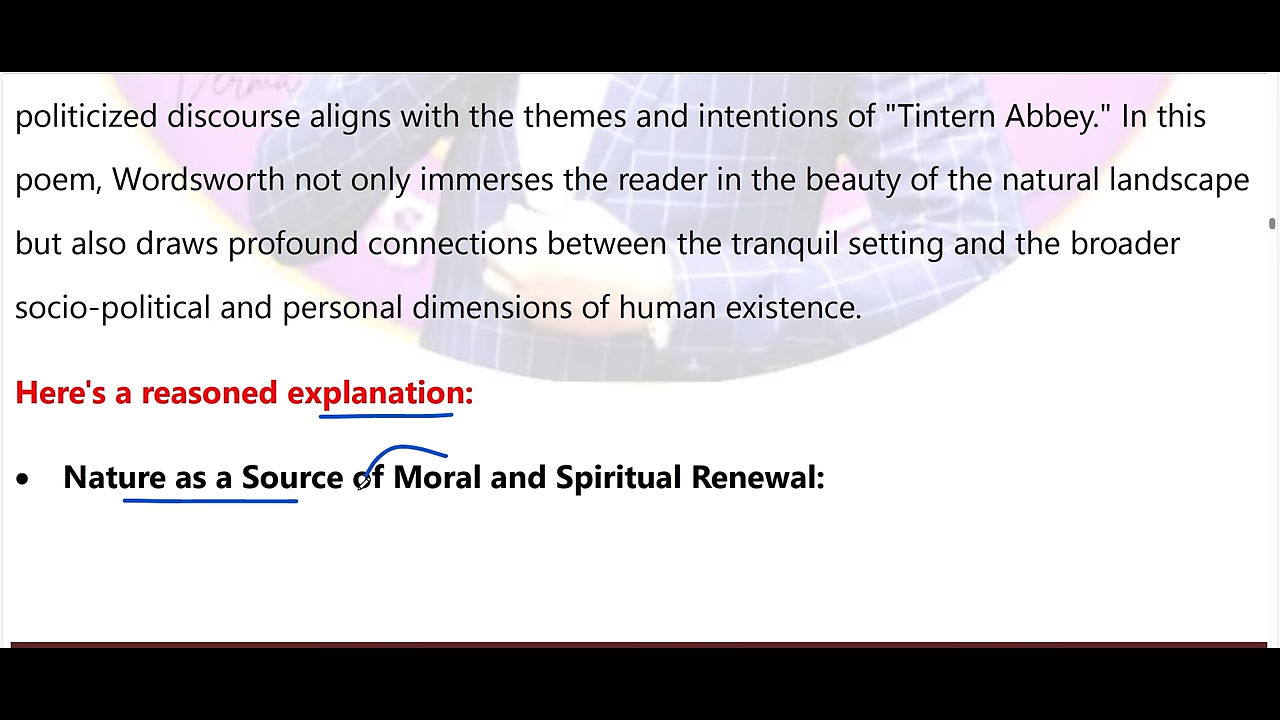 Verma
politicized discourse aligns with the themes and intentions of "Tintern Abbey." In this
poem, Wordsworth not only immerses the reader in the beauty of the natural landscape
but also draws profound connections between the tranquil setting and the broader
socio-political and personal dimensions of human existence.
Here's a reasoned explanation:
• Nature as a Source of Moral and Spiritual Renewal: